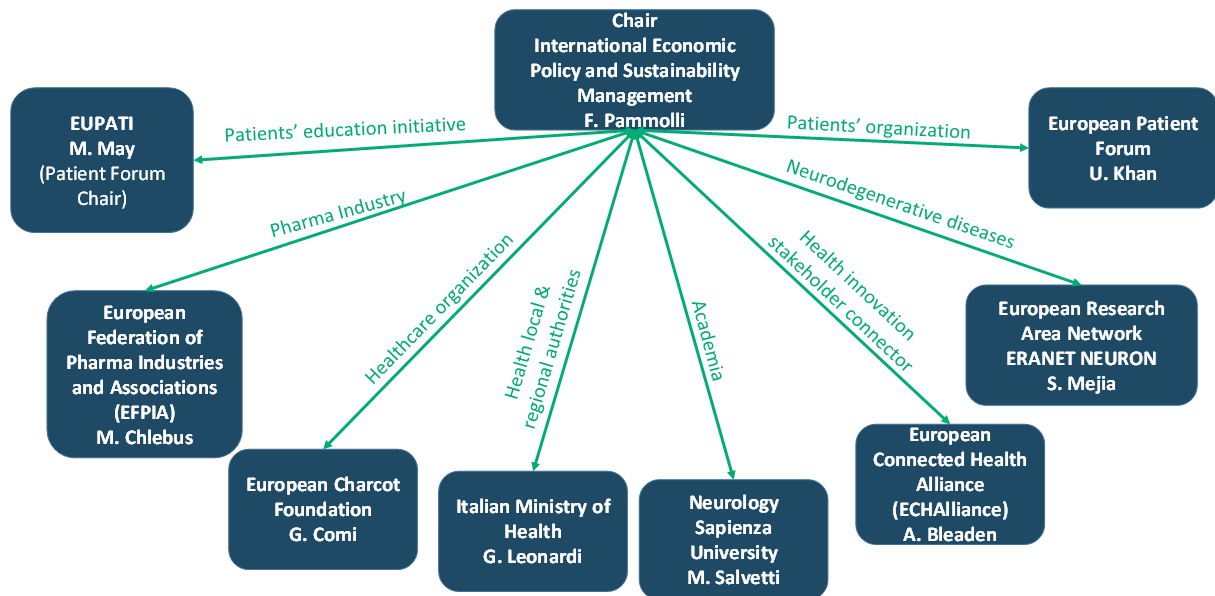 Chair
International Economic
Policy and Sustainability
Management
F. Pammolli
EUPATI
M. May
(Patient Forum
Chair)
Patients’ education initiative
Patients’ organization
European Patient
Forum
U. Khan
Pharma Industry
Neurodegenerative diseases
Healthcare organization
Health local &
regional authorities
Academia
Health innovation
stakeholder connector
European
Federation of
Pharma Industries
and Associations
(EFPIA)
M. Chlebus
European Research
Area Network
ERANET NEURON
S. Mejia
European Charcot
Foundation
G. Comi
Italian Ministry of
Health
G. Leonardi
Neurology
Sapienza
University
M. Salvetti
European
Connected Health
Alliance
(ECHAlliance)
A. Bleaden